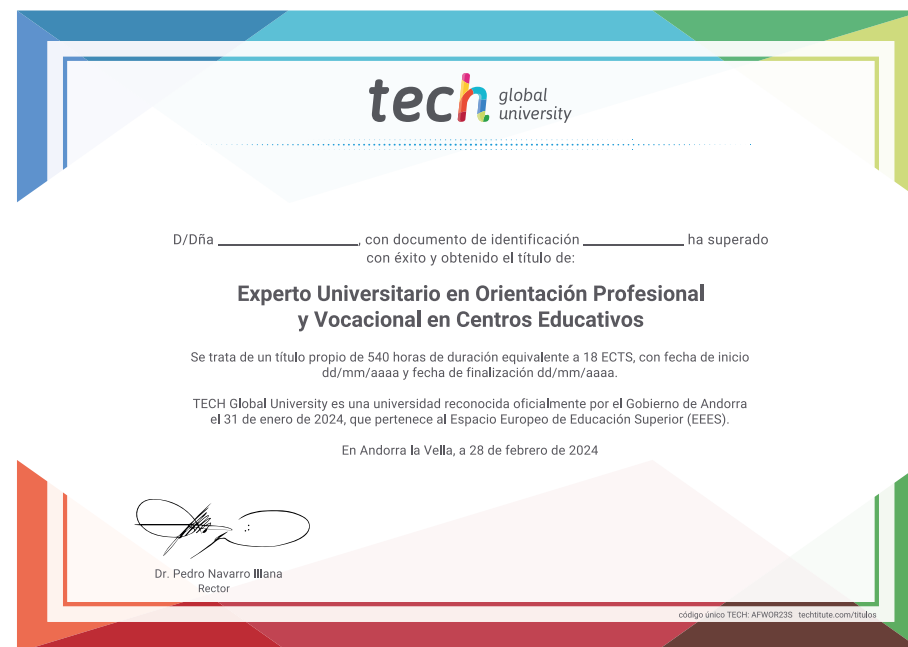 tech global university
D/Dña ____________________, con documento de identificación ______________ ha superado
con éxito y obtenido el título de:
Experto Universitario en Orientación Profesional
y Vocacional en Centros Educativos
Se trata de un título propio de 540 horas de duración equivalente a 18 ECTS, con fecha de inicio
dd/mm/aaaa y fecha de finalización dd/mm/aaaa.
TECH Global University es una universidad reconocida oficialmente por el Gobierno de Andorra
el 31 de enero de 2024, que pertenece al Espacio Europeo de Educación Superior (EEES).
En Andorra la Vella, a 28 de febrero de 2024
Dr. Pedro Navarro Illana
Rector
código único TECH: AFWOR23S techtitute.com/titulos